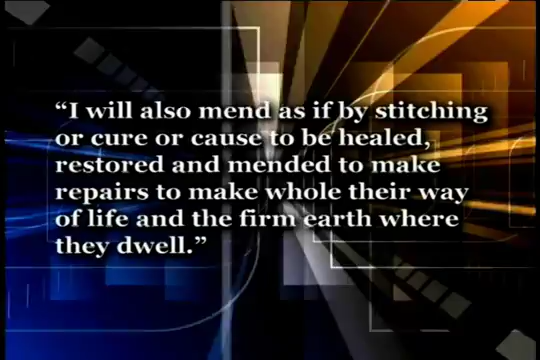 “I will also mend as if by stitching
or cure or cause to be healed,
restored and mended to make
repairs to make whole their way
of life and the firm earth where
they dwell.”